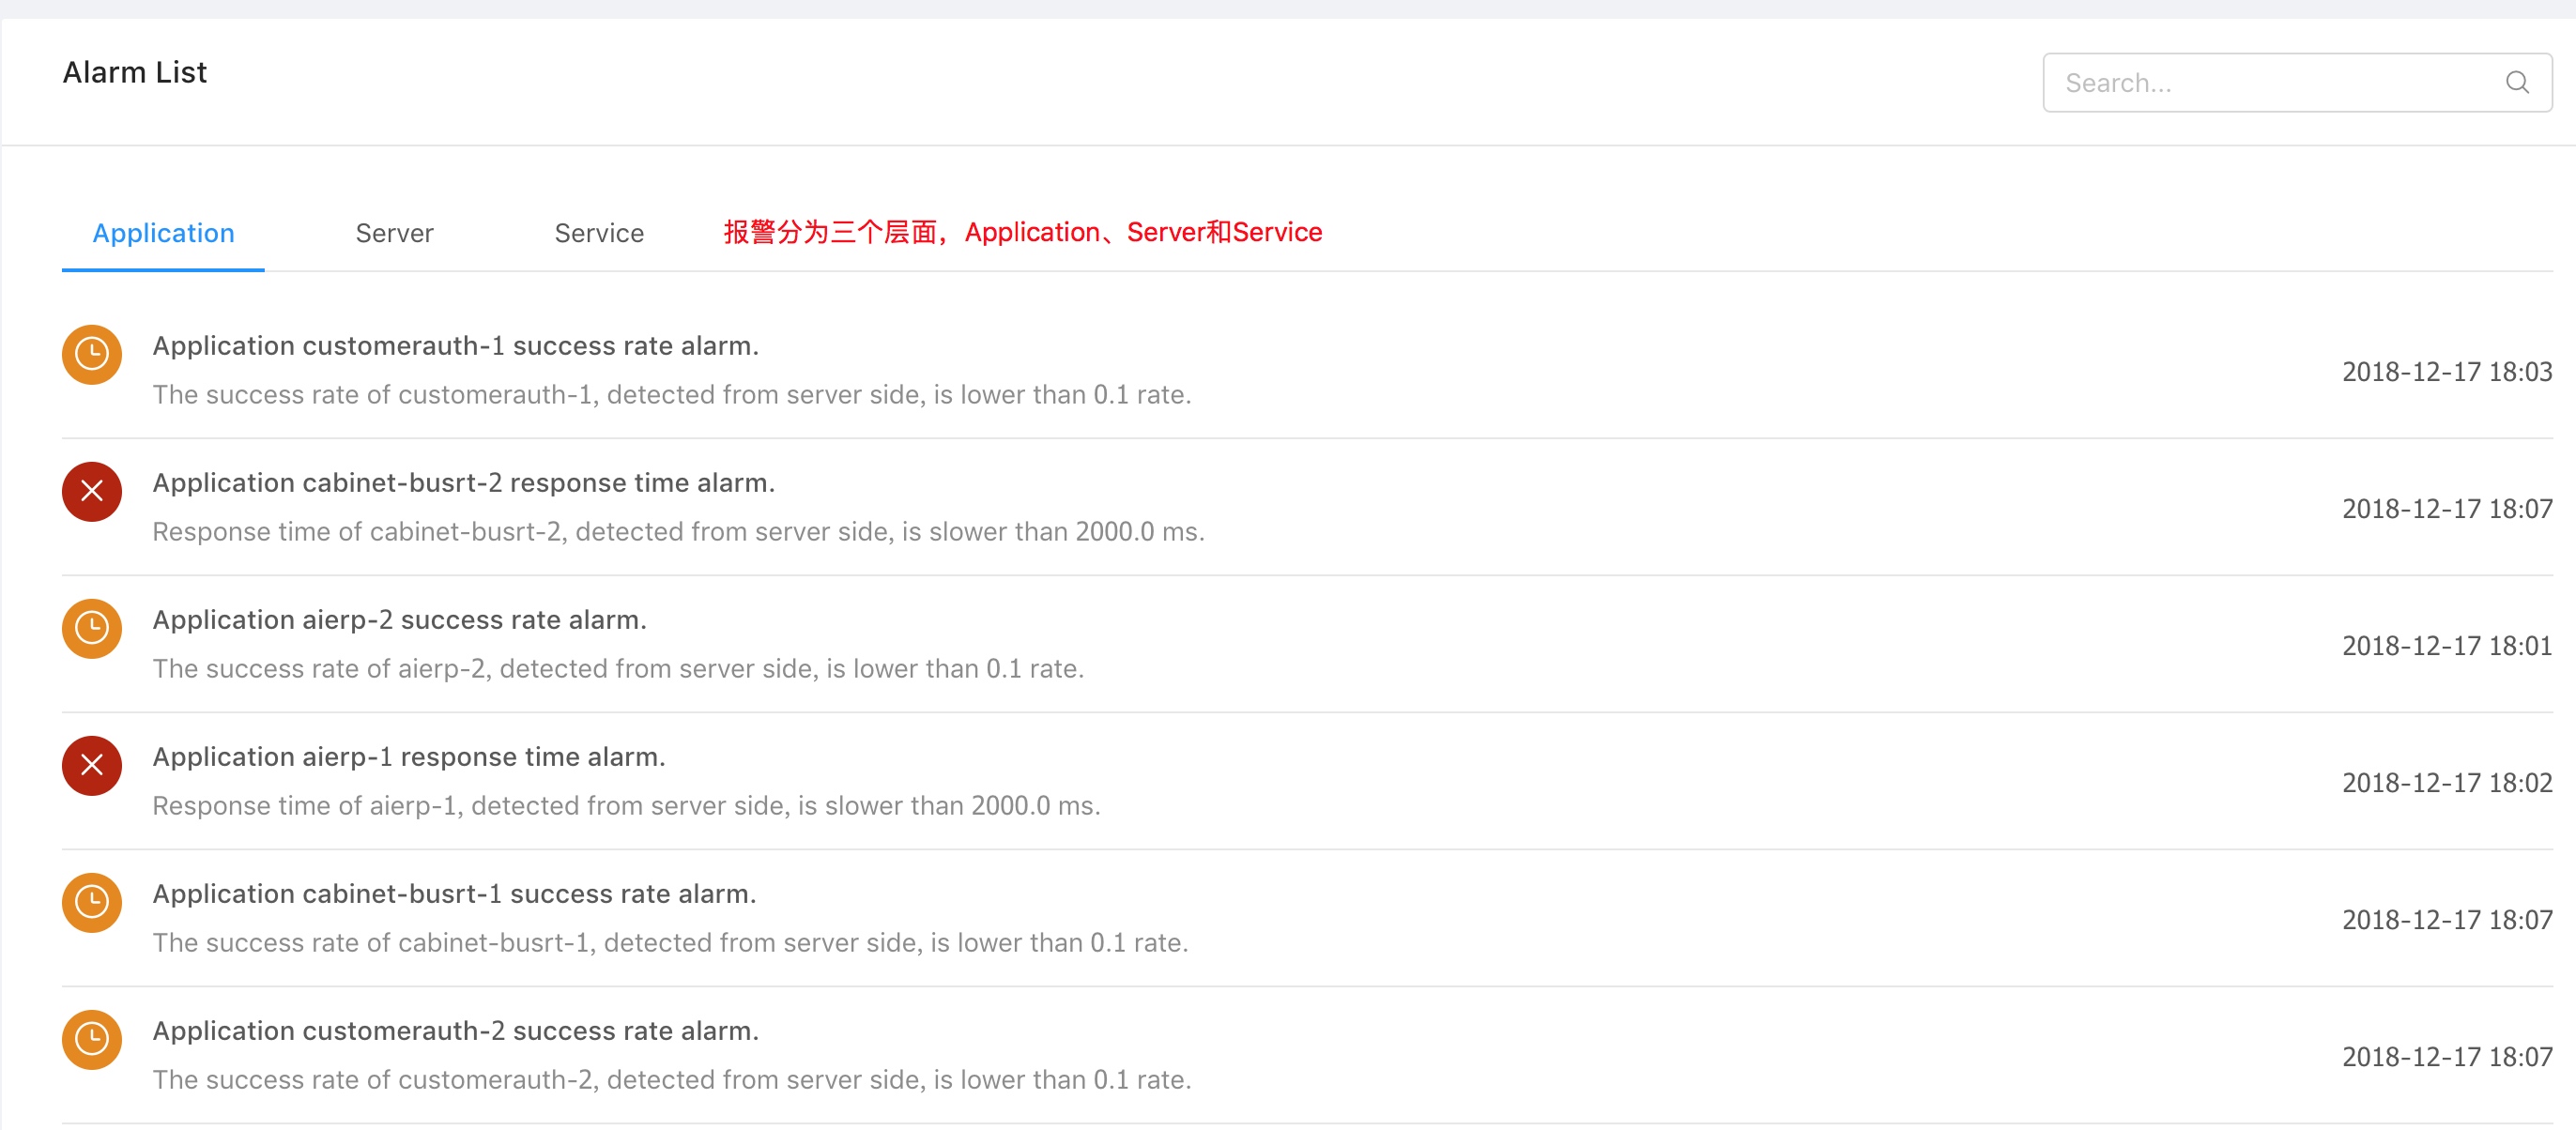 Alarm List
Search...
Application Server Service 报警分为三个层面，Application、Server和Service
Application customerauth-1 success rate alarm.
The success rate of customerauth-1, detected from server side, is lower than 0.1 rate.
2018-12-17 18:03
Application cabinet-busrt-2 response time alarm.
Response time of cabinet-busrt-2, detected from server side, is slower than 2000.0 ms.
2018-12-17 18:07
Application aierp-2 success rate alarm.
The success rate of aierp-2, detected from server side, is lower than 0.1 rate.
2018-12-17 18:01
Application aierp-1 response time alarm.
Response time of aierp-1, detected from server side, is slower than 2000.0 ms.
2018-12-17 18:02
Application cabinet-busrt-1 success rate alarm.
The success rate of cabinet-busrt-1, detected from server side, is lower than 0.1 rate.
2018-12-17 18:07
Application customerauth-2 success rate alarm.
The success rate of customerauth-2, detected from server side, is lower than 0.1 rate.
2018-12-17 18:07